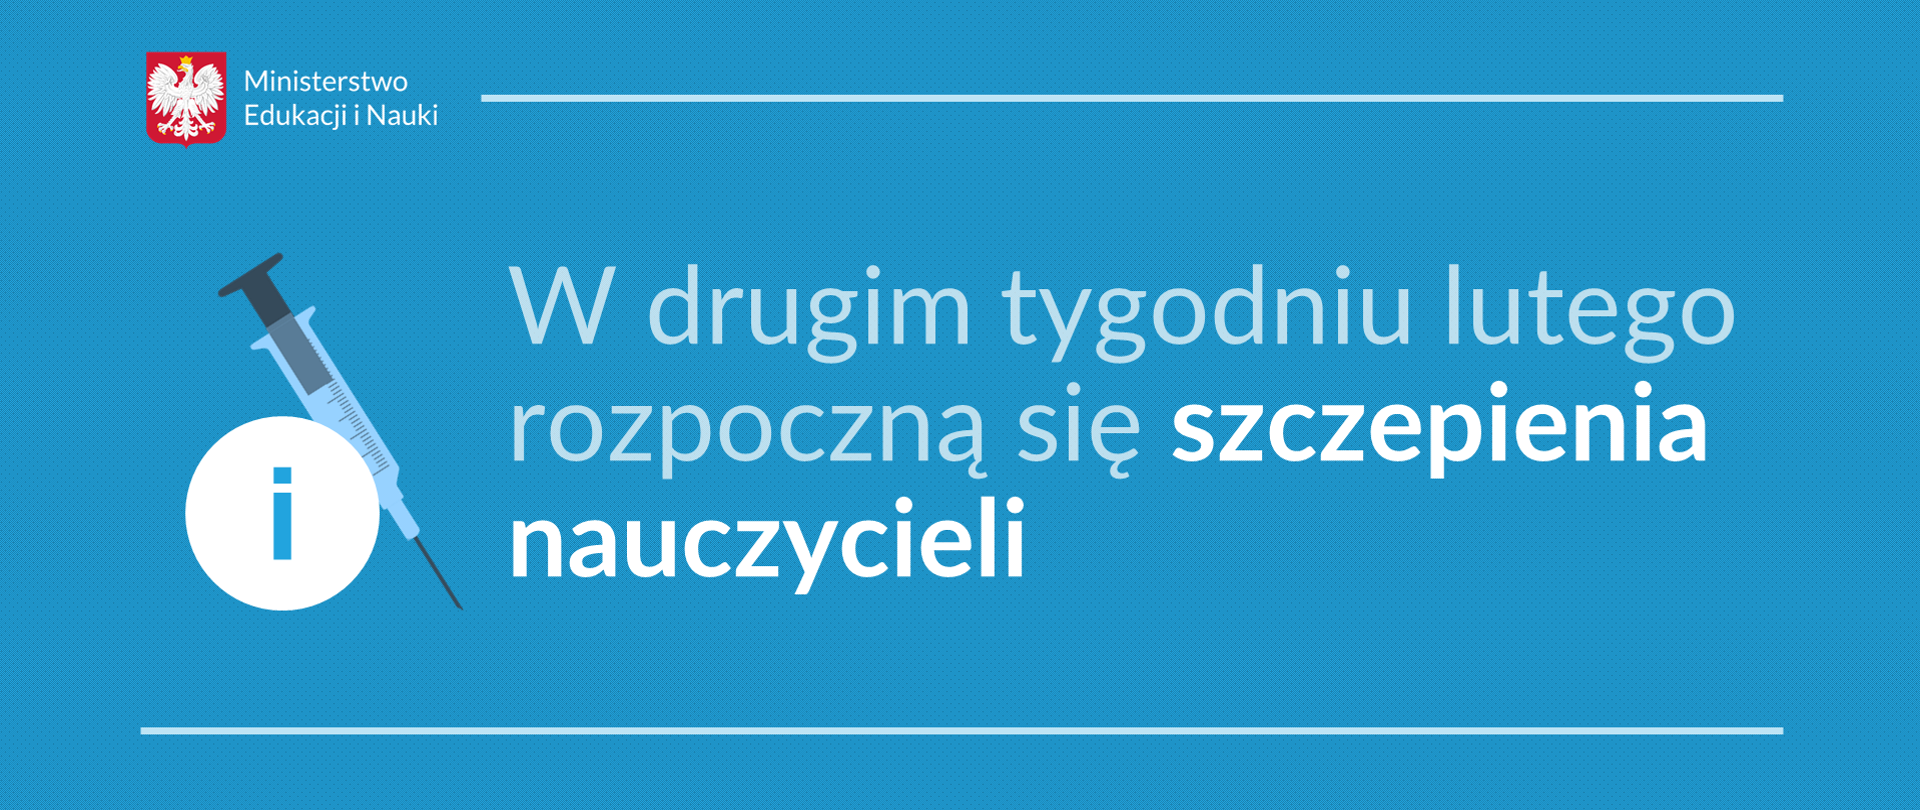 Ministerstwo
Edukacji i Nauki
W drugim tygodniu lutego
rozpoczną się szczepienia
nauczycieli
i